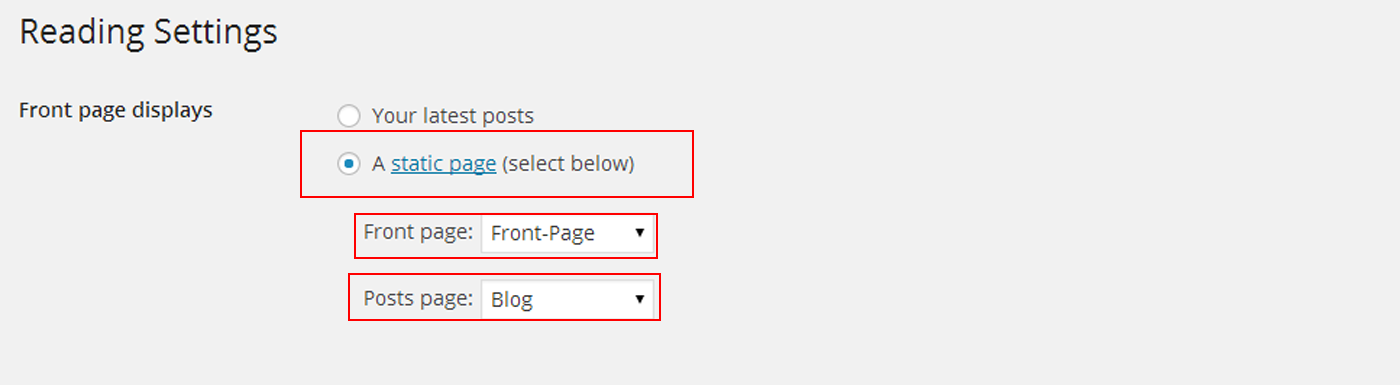 Reading Settings
Front page displays
Your latest posts
A static page (select below)
Front page: Front-Page
Posts page: Blog